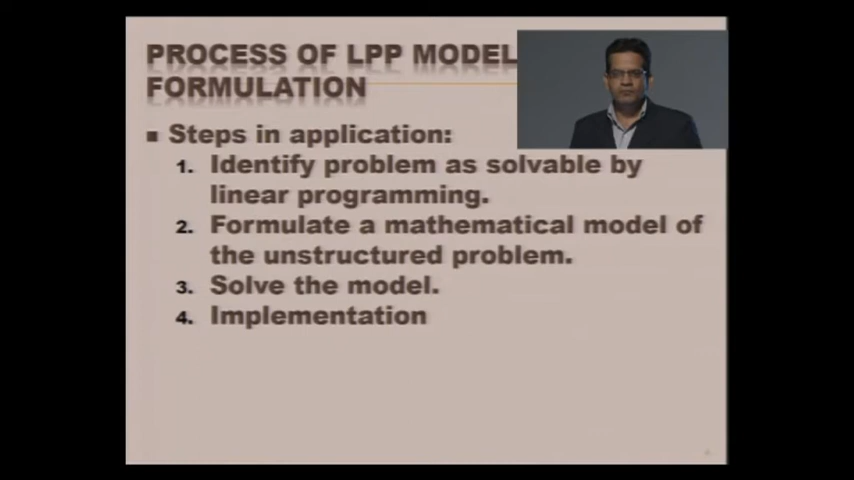 PROCESS OF LPP MODEL
FORMULATION
■ Steps in application:
1. Identify problem as solvable by
linear programming.
2. Formulate a mathematical model of
the unstructured problem.
3. Solve the model.
4. Implementation